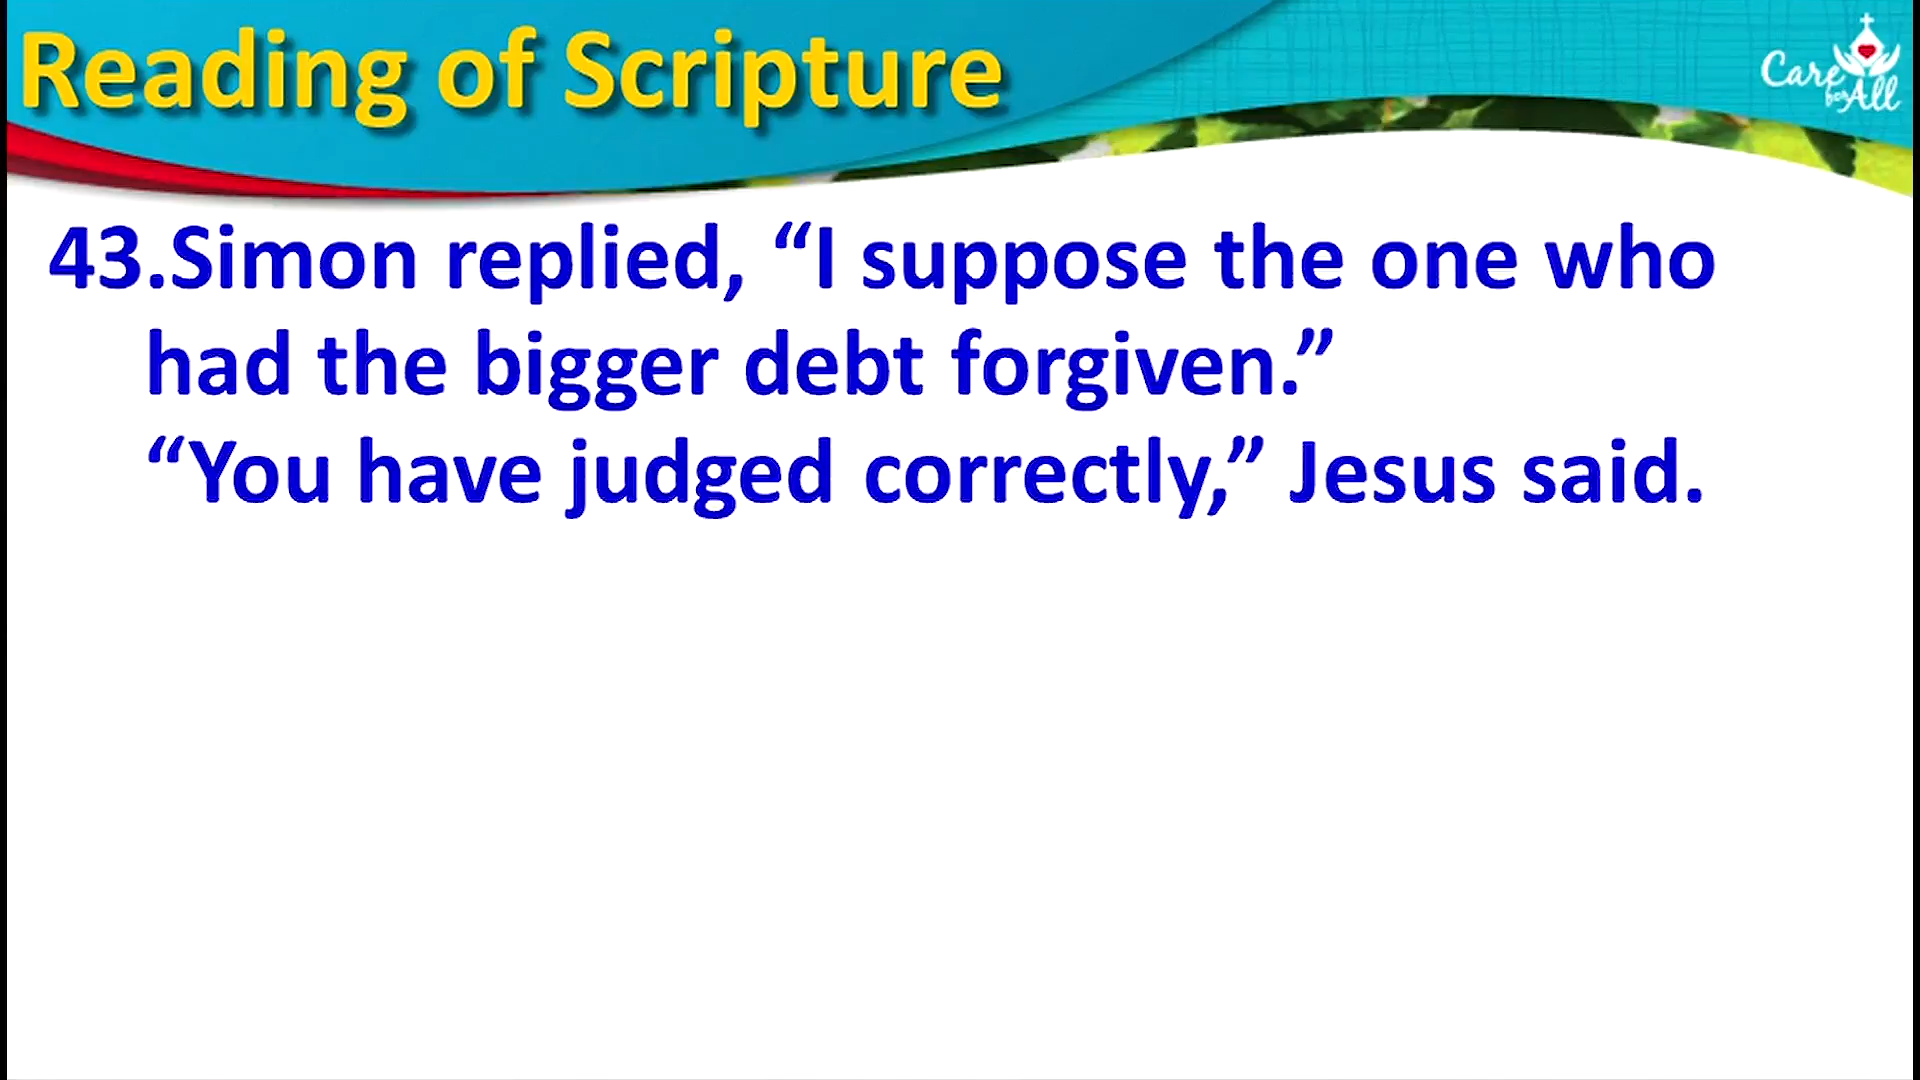 Reading of Scripture
Care
for All
43.Simon replied, “I suppose the one who
had the bigger debt forgiven.”
“You have judged correctly,” Jesus said.